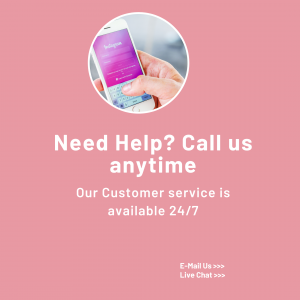 Instagram
Need Help? Call us
anytime
Our Customer service is
available 24/7
E-Mail Us >>>
Live Chat >>>